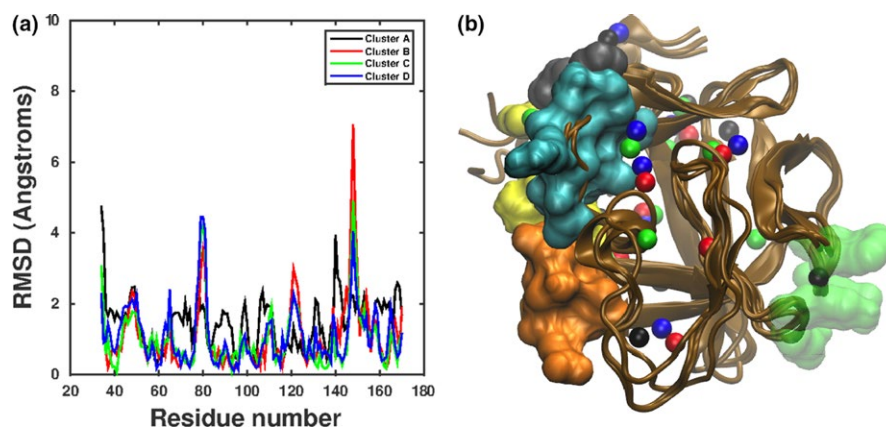 (a)
10
8
6
4
2
0
RMSD (Angstroms)
Cluster A
Cluster B
Cluster C
Cluster D
20 40 60 80 100 120 140 160 180
Residue number
(b)